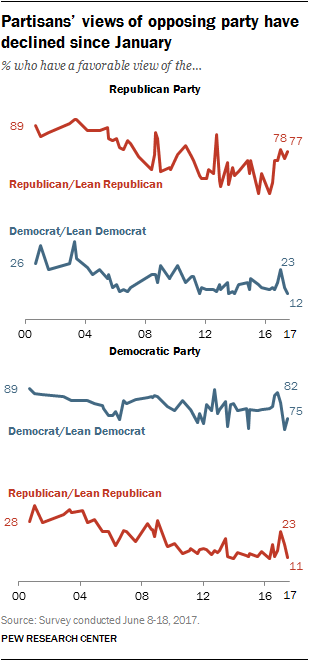 Partisans’ views of opposing party have
declined since January
% who have a favorable view of the...
Republican Party
89
78 77
Republican/Lean Republican
Democrat/Lean Democrat
26
23
12
00 04 08 12 16 17
Democratic Party
89
82
75
Democrat/Lean Democrat
Republican/Lean Republican
28
23
11
00 04 08 12 16 17
Source: Survey conducted June 8-18, 2017.
PEW RESEARCH CENTER